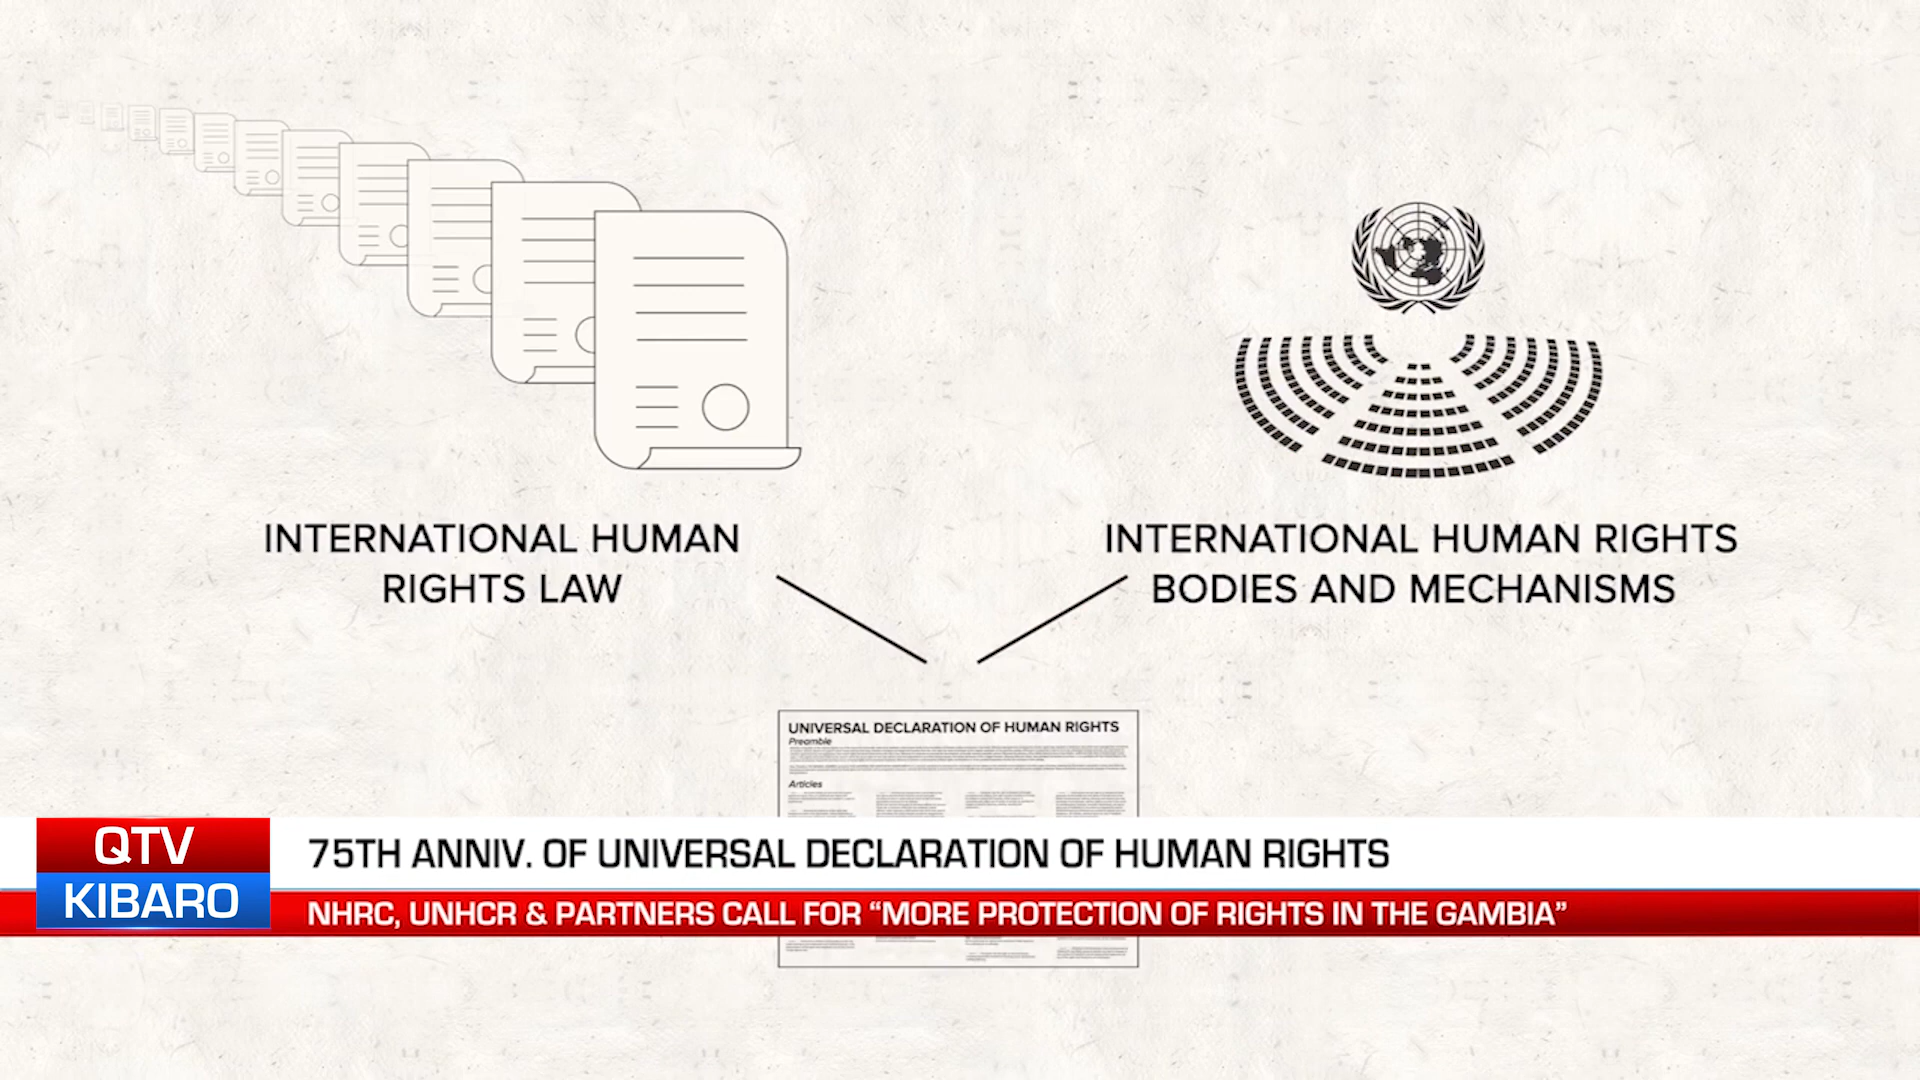 INTERNATIONAL HUMAN
RIGHTS LAW
INTERNATIONAL HUMAN RIGHTS
BODIES AND MECHANISMS
UNIVERSAL DECLARATION OF HUMAN RIGHTS
Preamble
Articles
QTV
KIBARO
75TH ANNIV. OF UNIVERSAL DECLARATION OF HUMAN RIGHTS
NHRC, UNHCR & PARTNERS CALL FOR “MORE PROTECTION OF RIGHTS IN THE GAMBIA”